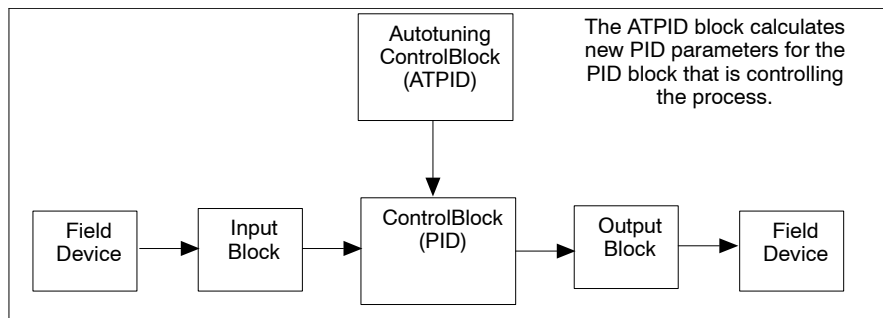 Autotuning
ControlBlock
(ATPID)
The ATPID block calculates
new PID parameters for the
PID block that is controlling
the process.
Field
Device
Input
Block
ControlBlock
(PID)
Output
Block
Field
Device